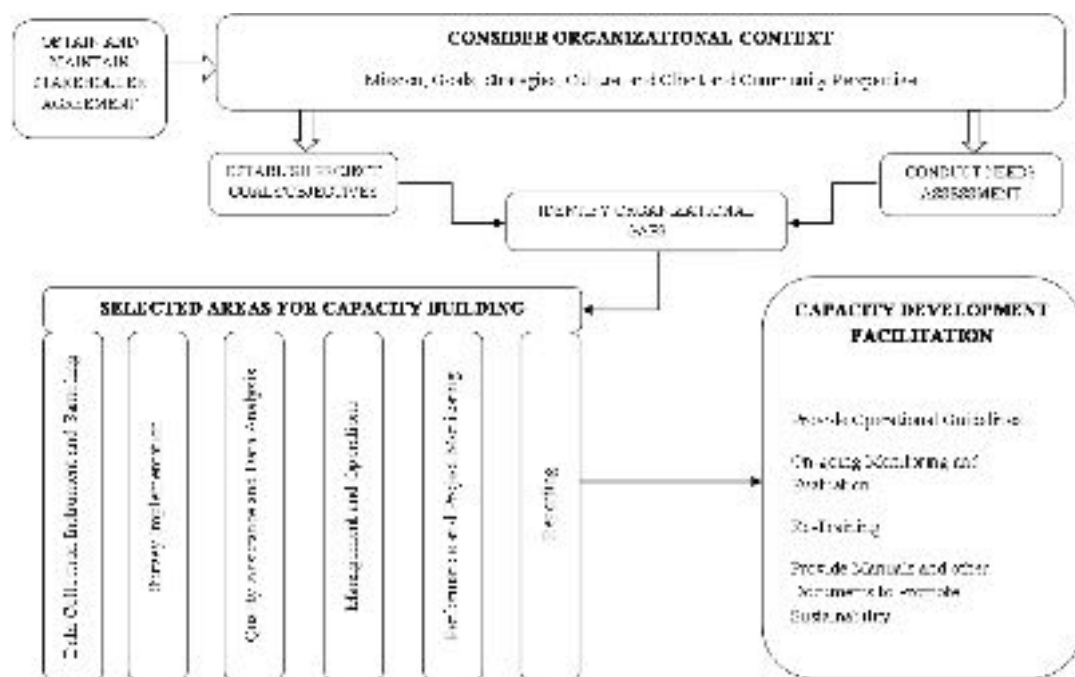 OBTAIN AND
MAINTAIN
STAKEHOLDER
AGREEMENT
CONSIDER ORGANIZATIONAL CONTEXT
Mission, Goals, Strategies, Culture and Client and Community Perspective
ESTABLISH PROJECT
GOALS/OBJECTIVES
CONDUCT NEEDS
ASSESSMENT
IDENTIFY ORGANIZATIONAL
GAPS
SELECTED AREAS FOR CAPACITY BUILDING
Data Collection, Instrument and Sampling
Survey Implementation
Quality Assurance and Data Analysis
Management and Operations
Performance and Project Monitoring
Reporting
CAPACITY DEVELOPMENT
FACILITATION
Provide Operational Guidelines
On-going Monitoring and
Evaluation
Re-Training
Provide Manuals and other
Documents to Promote
Sustainability